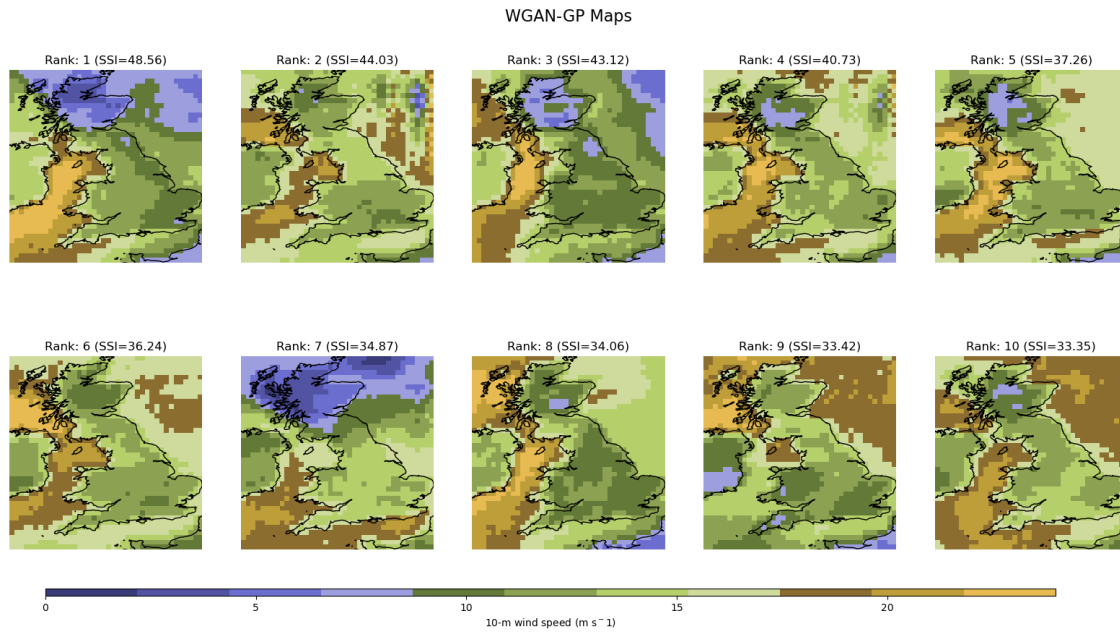 WGAN-GP Maps
Rank: 1 (SSI=48.56)
Rank: 2 (SSI=44.03)
Rank: 3 (SSI=43.12)
Rank: 4 (SSI=40.73)
Rank: 5 (SSI=37.26)
Rank: 6 (SSI=36.24)
Rank: 7 (SSI=34.87)
Rank: 8 (SSI=34.06)
Rank: 9 (SSI=33.42)
Rank: 10 (SSI=33.35)
0 5 10 15 20
10-m wind speed (m s⁻1)